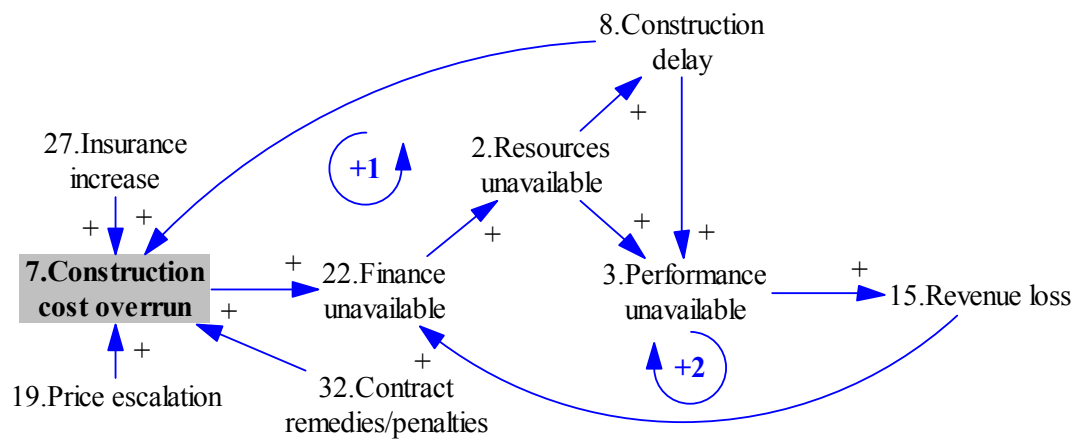 8.Construction
delay
27.Insurance
increase
+1
2.Resources
unavailable
+
+
+
+
+
+
7.Construction
cost overrun
+
22.Finance
unavailable
3.Performance
unavailable
+
15.Revenue loss
+
+
+
+2
19.Price escalation
32.Contract
remedies/penalties